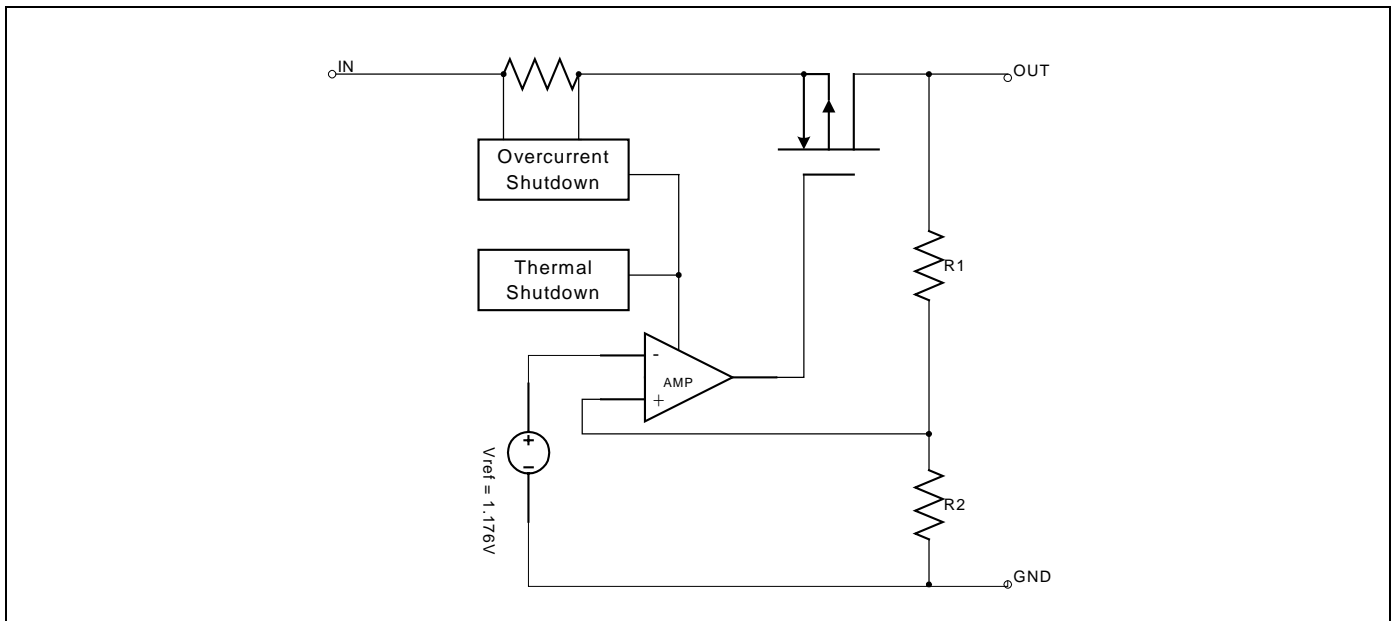 IN
OUT
Overcurrent
Shutdown
Thermal
Shutdown
R1
-
AMP
+
+
−
Vref = 1.176V
R2
GND